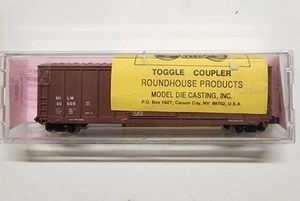 TOGGLE COUPLER
ROUNDHOUSE PRODUCTS
MODEL DIE CASTING, INC.
P.O. Box 1927, Carson City, NV 89702, U.S.A.
MILW